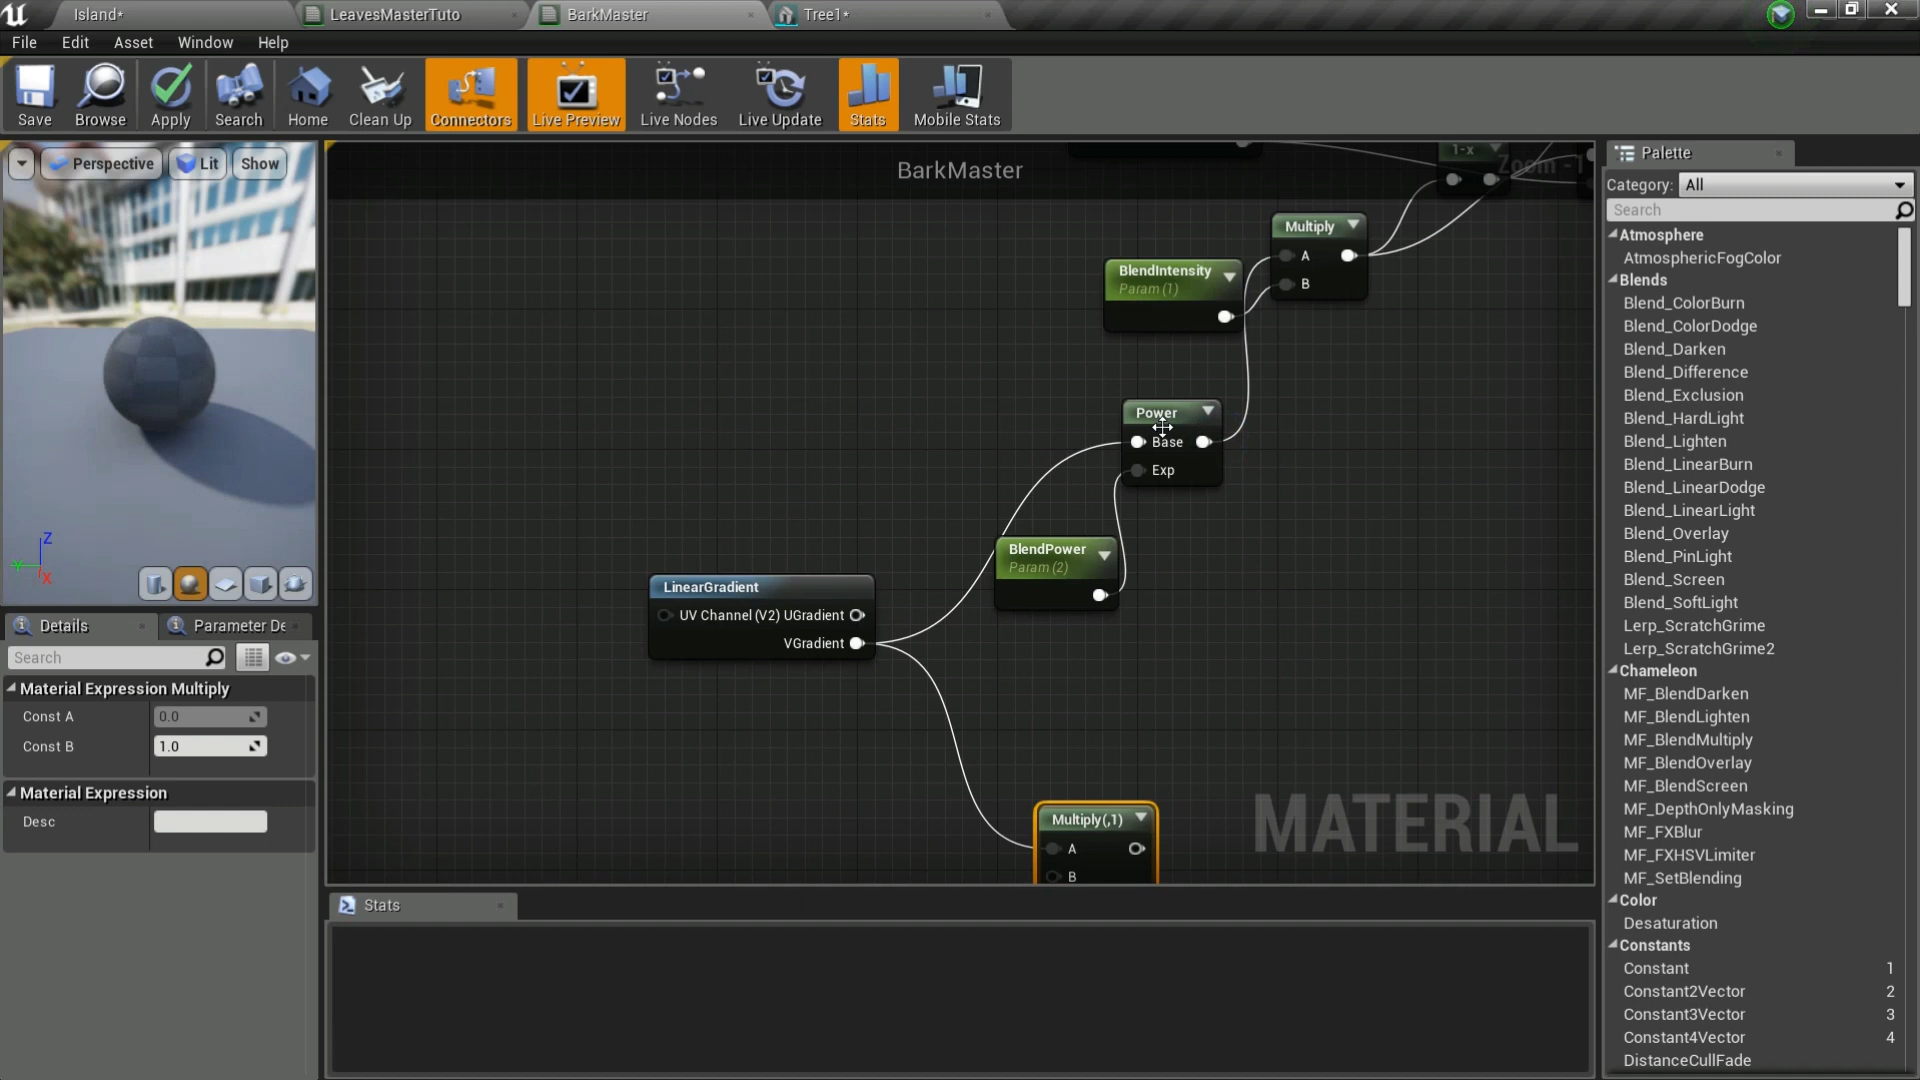 Island*
LeavesMasterTuto
BarkMaster
Tree1*
File Edit Asset Window Help
Save Browse Apply Search Home Clean Up Connectors Live Preview Live Nodes Live Update Stats Mobile Stats
Perspective Lit Show
BarkMaster
Zoom -1
1-x
Multiply
A
B
BlendIntensity
Param (1)
Power
Base
Exp
BlendPower
Param (2)
LinearGradient
UV Channel (V2) UGradient
VGradient
Multiply(,1)
A
B
MATERIAL
Z
Y
X
Details
Parameter De
Search
Material Expression Multiply
Const A 0.0
Const B 1.0
Material Expression
Desc
Stats
Palette
Category: All
Search
Atmosphere
AtmosphericFogColor
Blends
Blend_ColorBurn
Blend_ColorDodge
Blend_Darken
Blend_Difference
Blend_Exclusion
Blend_HardLight
Blend_Lighten
Blend_LinearBurn
Blend_LinearDodge
Blend_LinearLight
Blend_Overlay
Blend_PinLight
Blend_Screen
Blend_SoftLight
Lerp_ScratchGrime
Lerp_ScratchGrime2
Chameleon
MF_BlendDarken
MF_BlendLighten
MF_BlendMultiply
MF_BlendOverlay
MF_BlendScreen
MF_DepthOnlyMasking
MF_FXBlur
MF_FXHSVLimiter
MF_SetBlending
Color
Desaturation
Constants
Constant 1
Constant2Vector 2
Constant3Vector 3
Constant4Vector 4
DistanceCullFade